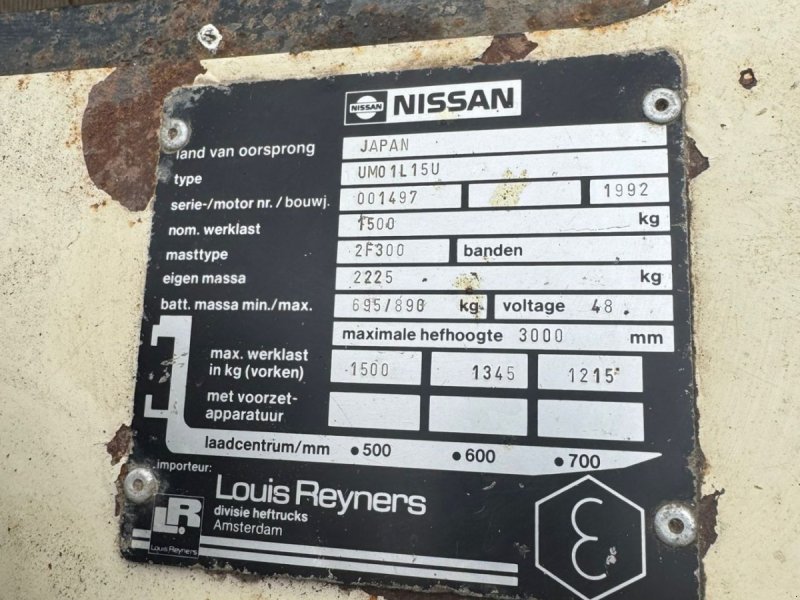 NISSAN NISSAN
land van oorsprong JAPAN
type UM01L15U
serie-/motor nr. / bouwj. 001497 1992
nom. werklast 1500 kg
masttype 2F300 banden
eigen massa 2225 kg
batt. massa min./max. 695/890 kg voltage 48
maximale hefhoogte 3000 mm
max. werklast
in kg (vorken) 1500 1345 1215
met voorzet-
apparatuur
laadcentrum/mm •500 •600 •700
importeur:
Louis Reyners
divisie heftrucks
Amsterdam
LR
Louis Reyners
ε